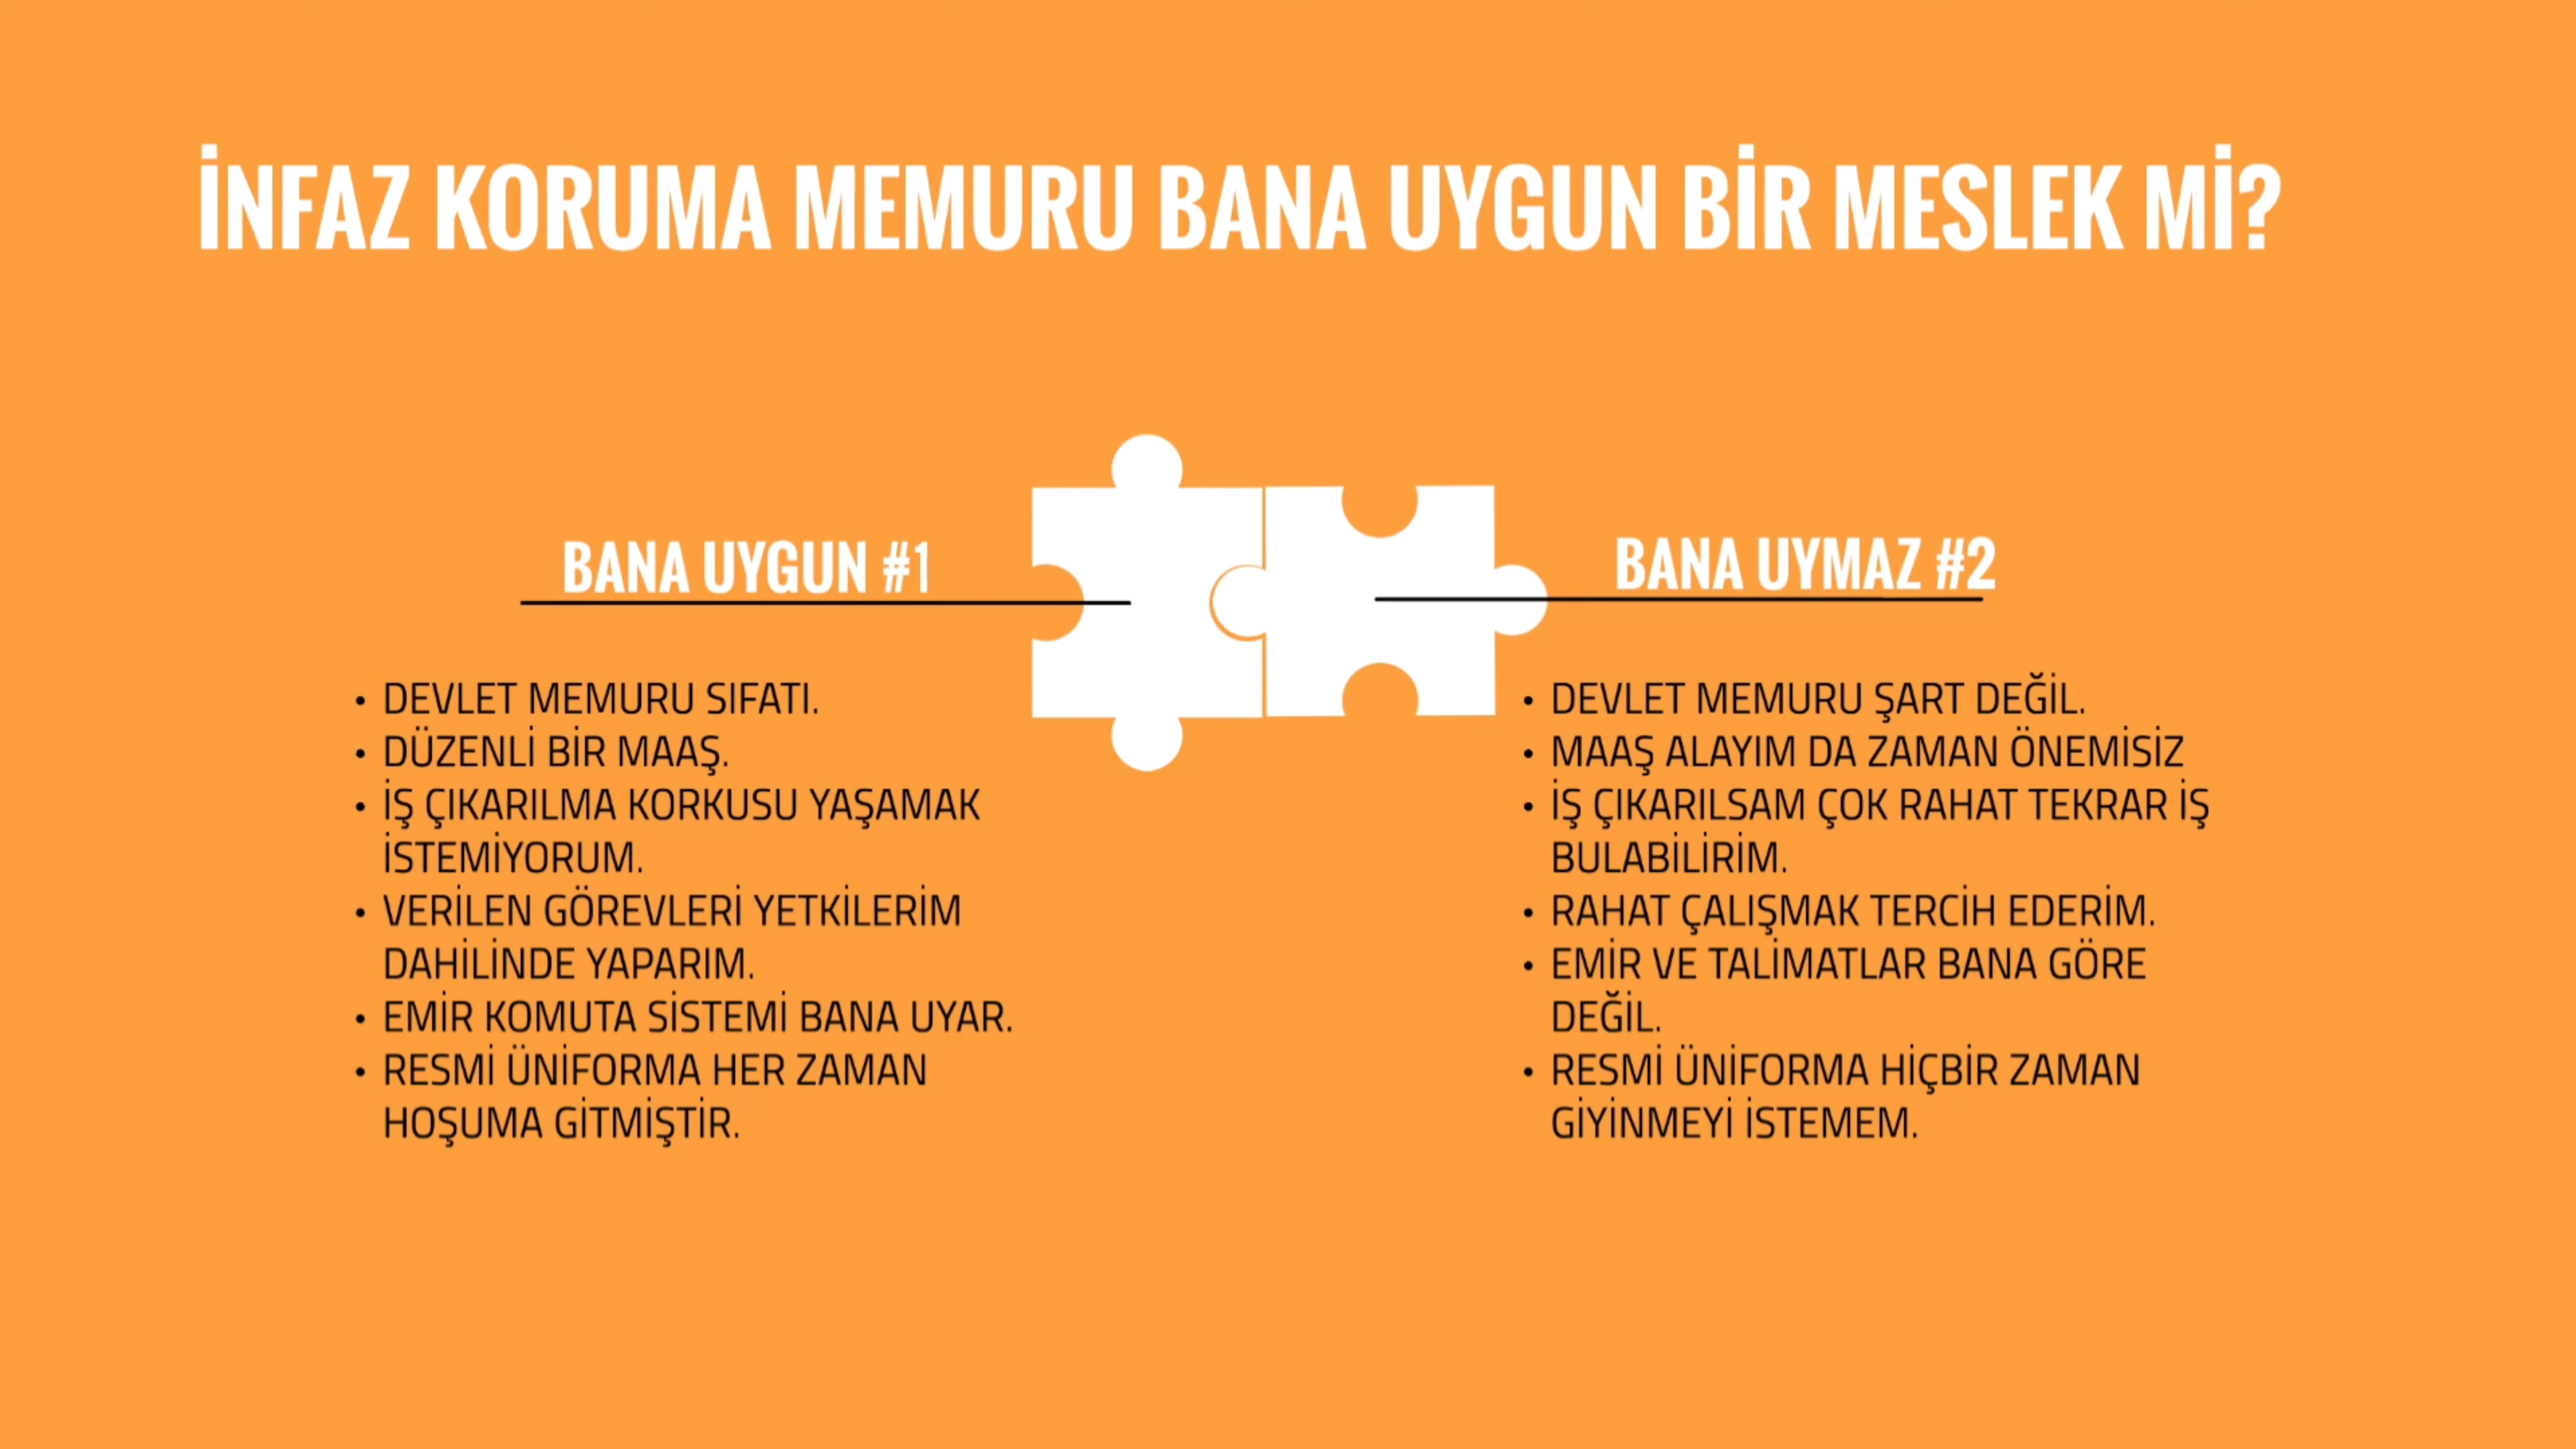 İNFAZ KORUMA MEMURU BANA UYGUN BİR MESLEK Mİ?
BANA UYGUN #1
• DEVLET MEMURU SIFATI.
• DÜZENLİ BİR MAAŞ.
• İŞ ÇIKARILMA KORKUSU YAŞAMAK
İSTEMİYORUM.
• VERİLEN GÖREVLERİ YETKİLERİM
DAHİLİNDE YAPARIM.
• EMİR KOMUTA SİSTEMİ BANA UYAR.
• RESMİ ÜNİFORMA HER ZAMAN
HOŞUMA GİTMİŞTİR.
BANA UYMAZ #2
• DEVLET MEMURU ŞART DEĞİL.
• MAAŞ ALAYIM DA ZAMAN ÖNEMİSİZ
• İŞ ÇIKARILSAM ÇOK RAHAT TEKRAR İŞ
BULABİLİRİM.
• RAHAT ÇALIŞMAK TERCİH EDERİM.
• EMİR VE TALİMATLAR BANA GÖRE
DEĞİL.
• RESMİ ÜNİFORMA HİÇBİR ZAMAN
GİYİNMEYİ İSTEMEM.